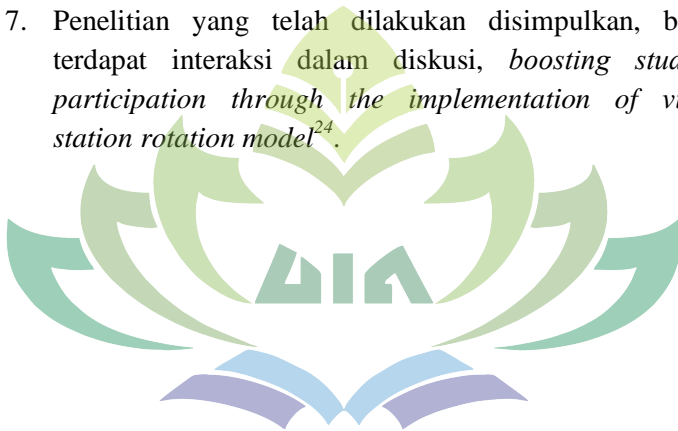 7. Penelitian yang telah dilakukan disimpulkan,
terdapat interaksi dalam diskusi, boosting
participation through the implementation of
station rotation model24.
UIN